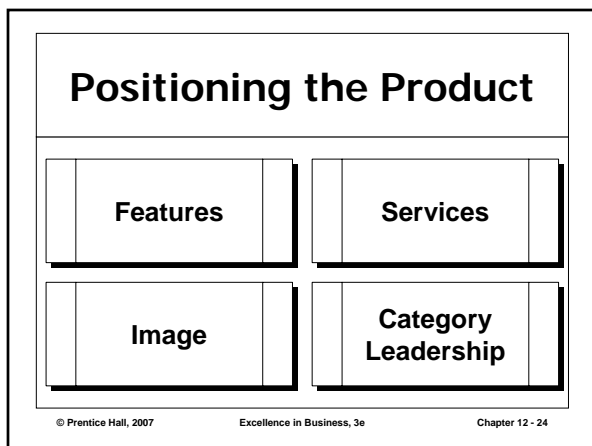 Positioning the Product
Features
Services
Image
Category
Leadership
© Prentice Hall, 2007 Excellence in Business, 3e Chapter 12 - 24